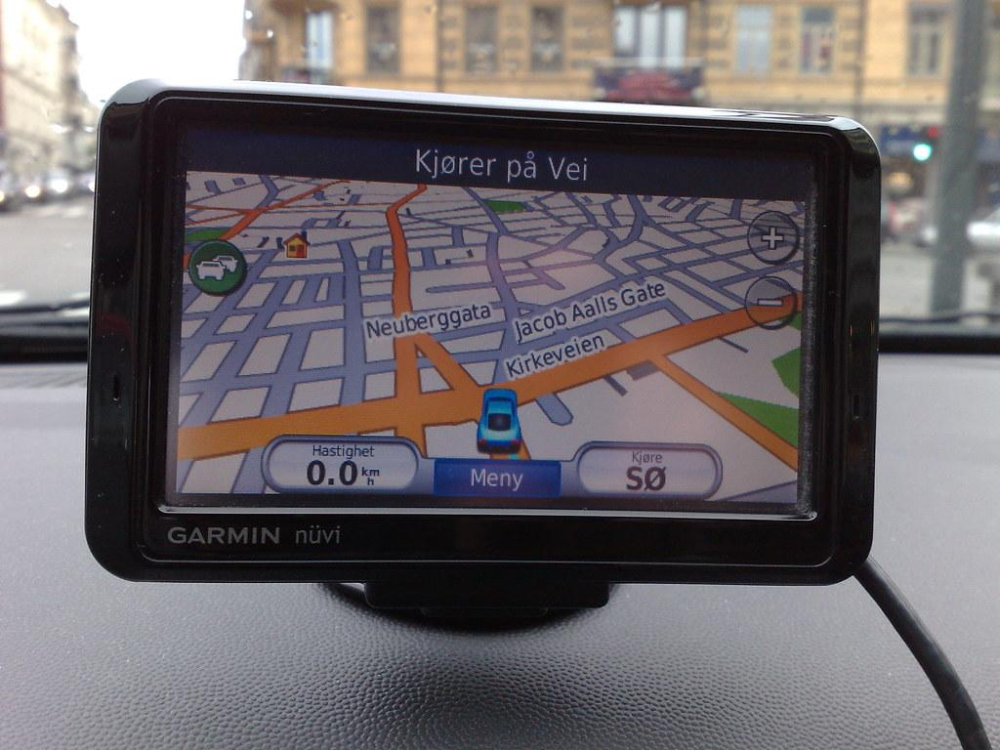 Kjører på Vei
Neuberggata
Jacob Aalls Gate
Kirkeveien
Hastighet
0.0 km/h
Meny
Kjøre
SØ
GARMIN nüvi